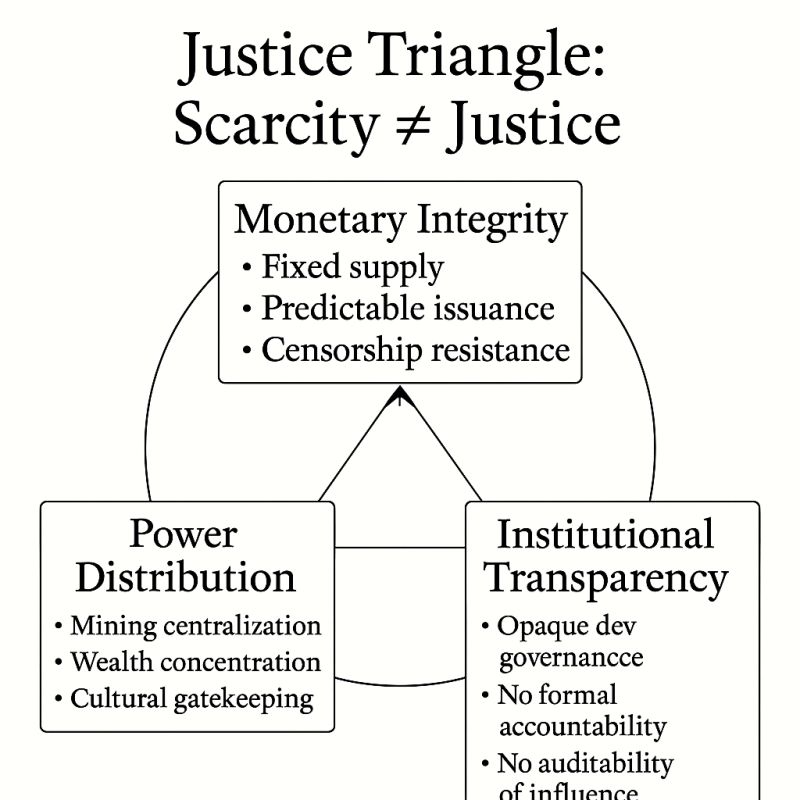 Justice Triangle:
Scarcity ≠ Justice
Monetary Integrity
• Fixed supply
• Predictable issuance
• Censorship resistance
Power
Distribution
• Mining centralization
• Wealth concentration
• Cultural gatekeeping
Institutional
Transparency
• Opaque dev
governancce
• No formal
accountability
• No auditability
of influence